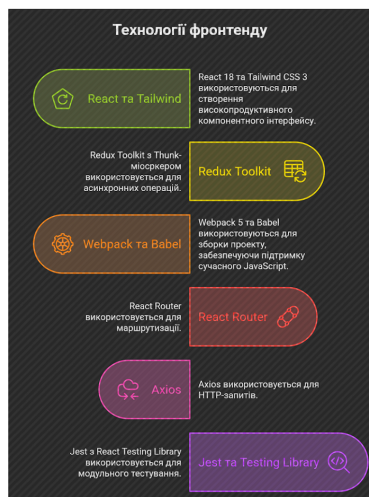 Технології фронтенду
React та Tailwind
React 18 та Tailwind CSS 3
використовуються для
створення
високопродуктивного
компонентного інтерфейсу.
Redux Toolkit з Thunk-
міосркером
використовується для
асинхронних операцій.
Redux Toolkit
Webpack та Babel
Webpack 5 та Babel
використовуються для
зборки проекту,
забезпечуючи підтримку
сучасного JavaScript.
React Router
використовується для
маршрутизації.
React Router
Axios
Axios використовується для
HTTP-запитів.
Jest з React Testing Library
використовується для
модульного тестування.
Jest та Testing Library